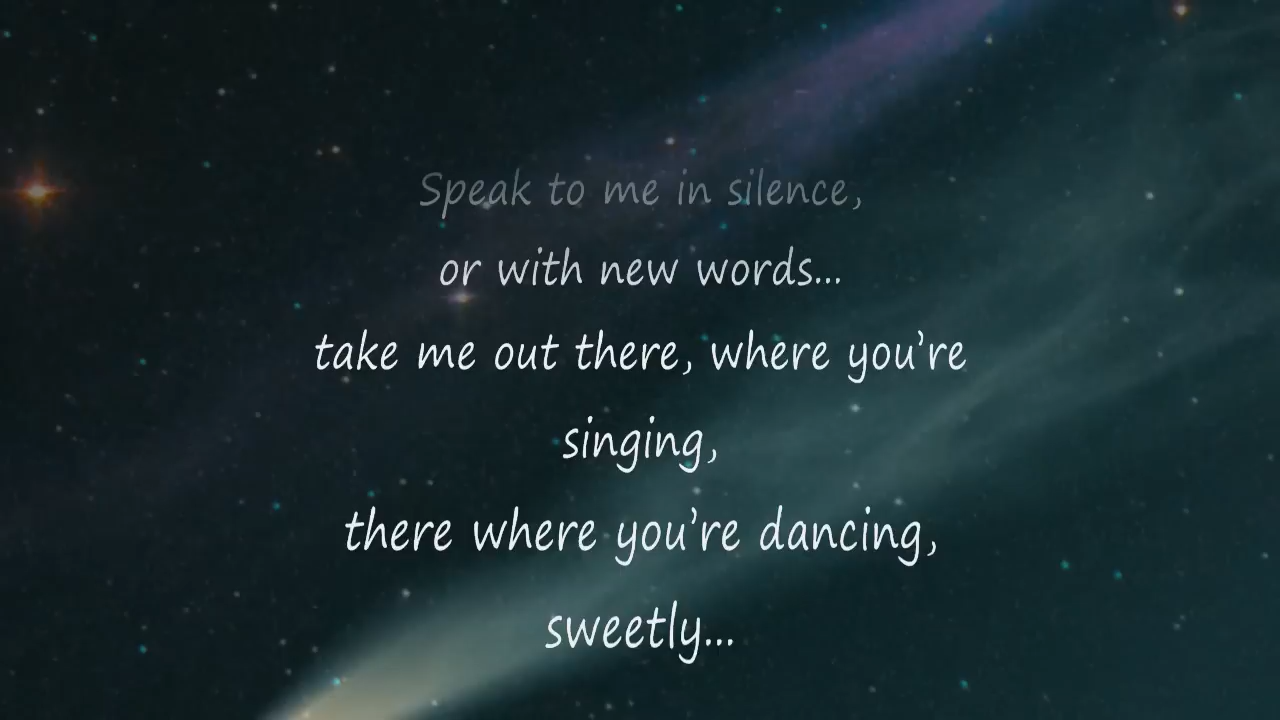 Speak to me in silence,
or with new words...
take me out there, where you’re
singing,
there where you’re dancing,
sweetly...